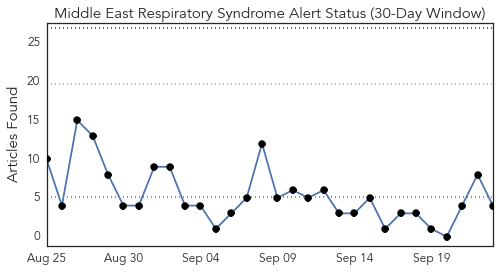 Middle East Respiratory Syndrome Alert Status (30-Day Window)
Articles Found
25
20
15
10
5
0
Aug 25 Aug 30 Sep 04 Sep 09 Sep 14 Sep 19